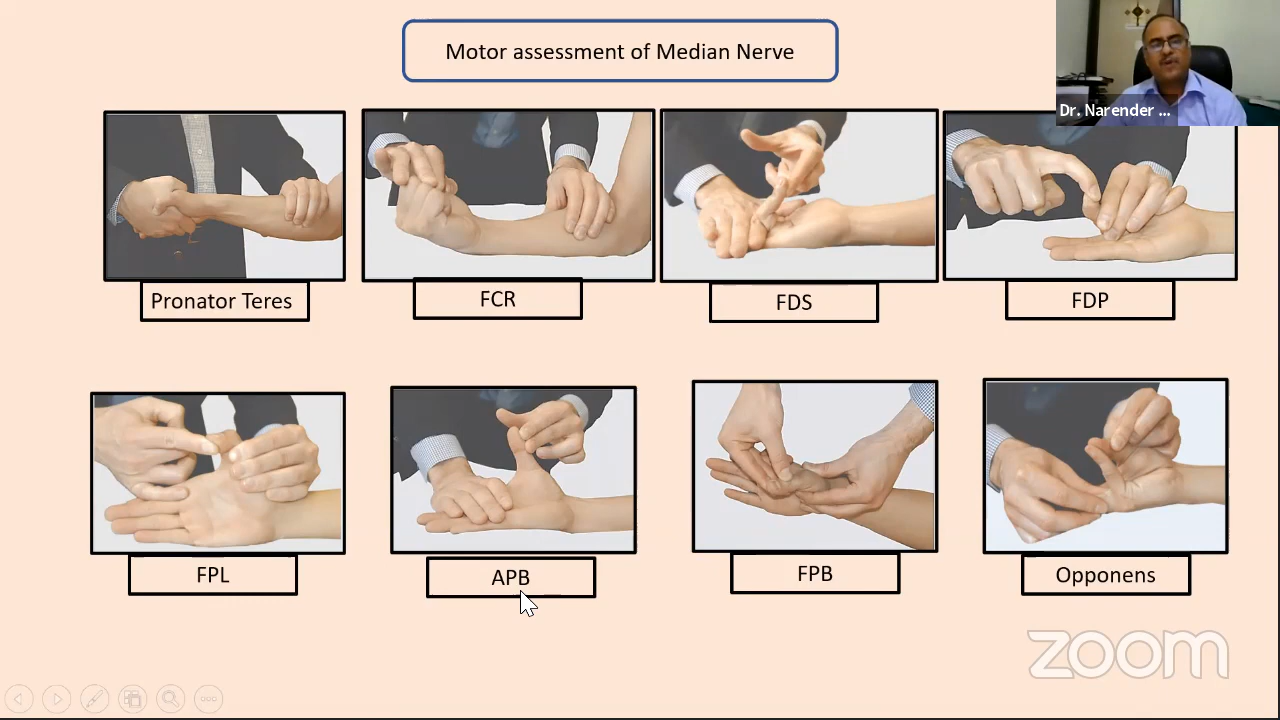 Motor assessment of Median Nerve
Dr. Narender ...
Pronator Teres
FCR
FDS
FDP
FPL
APB
FPB
Opponens
zoom